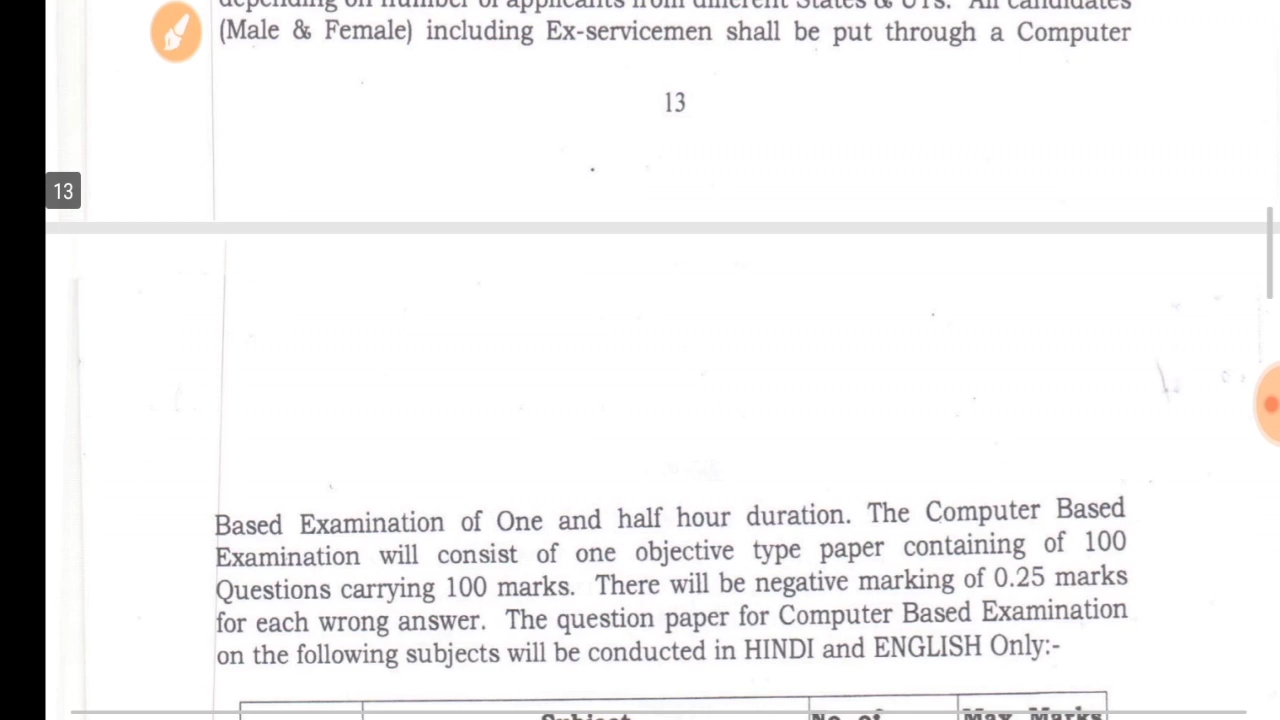 depending on number of applicants from different States & UTs. All candidates
(Male & Female) including Ex-servicemen shall be put through a Computer
13
13
Based Examination of One and half hour duration. The Computer Based
Examination will consist of one objective type paper containing of 100
Questions carrying 100 marks. There will be negative marking of 0.25 marks
for each wrong answer. The question paper for Computer Based Examination
on the following subjects will be conducted in HINDI and ENGLISH Only:-
Subject No. of Max. Marks